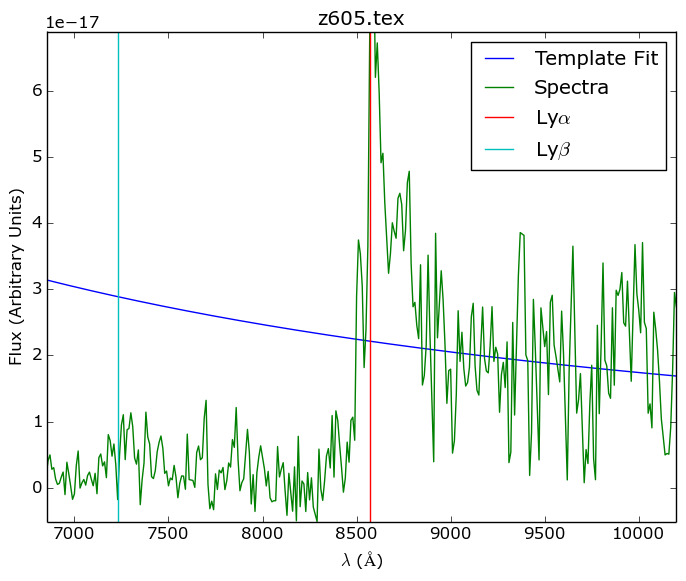 z605.tex
1e−17
Template Fit
Spectra
Lyα
Lyβ
Flux (Arbitrary Units)
6
5
4
3
2
1
0
7000 7500 8000 8500 9000 9500 10000
λ (Å)